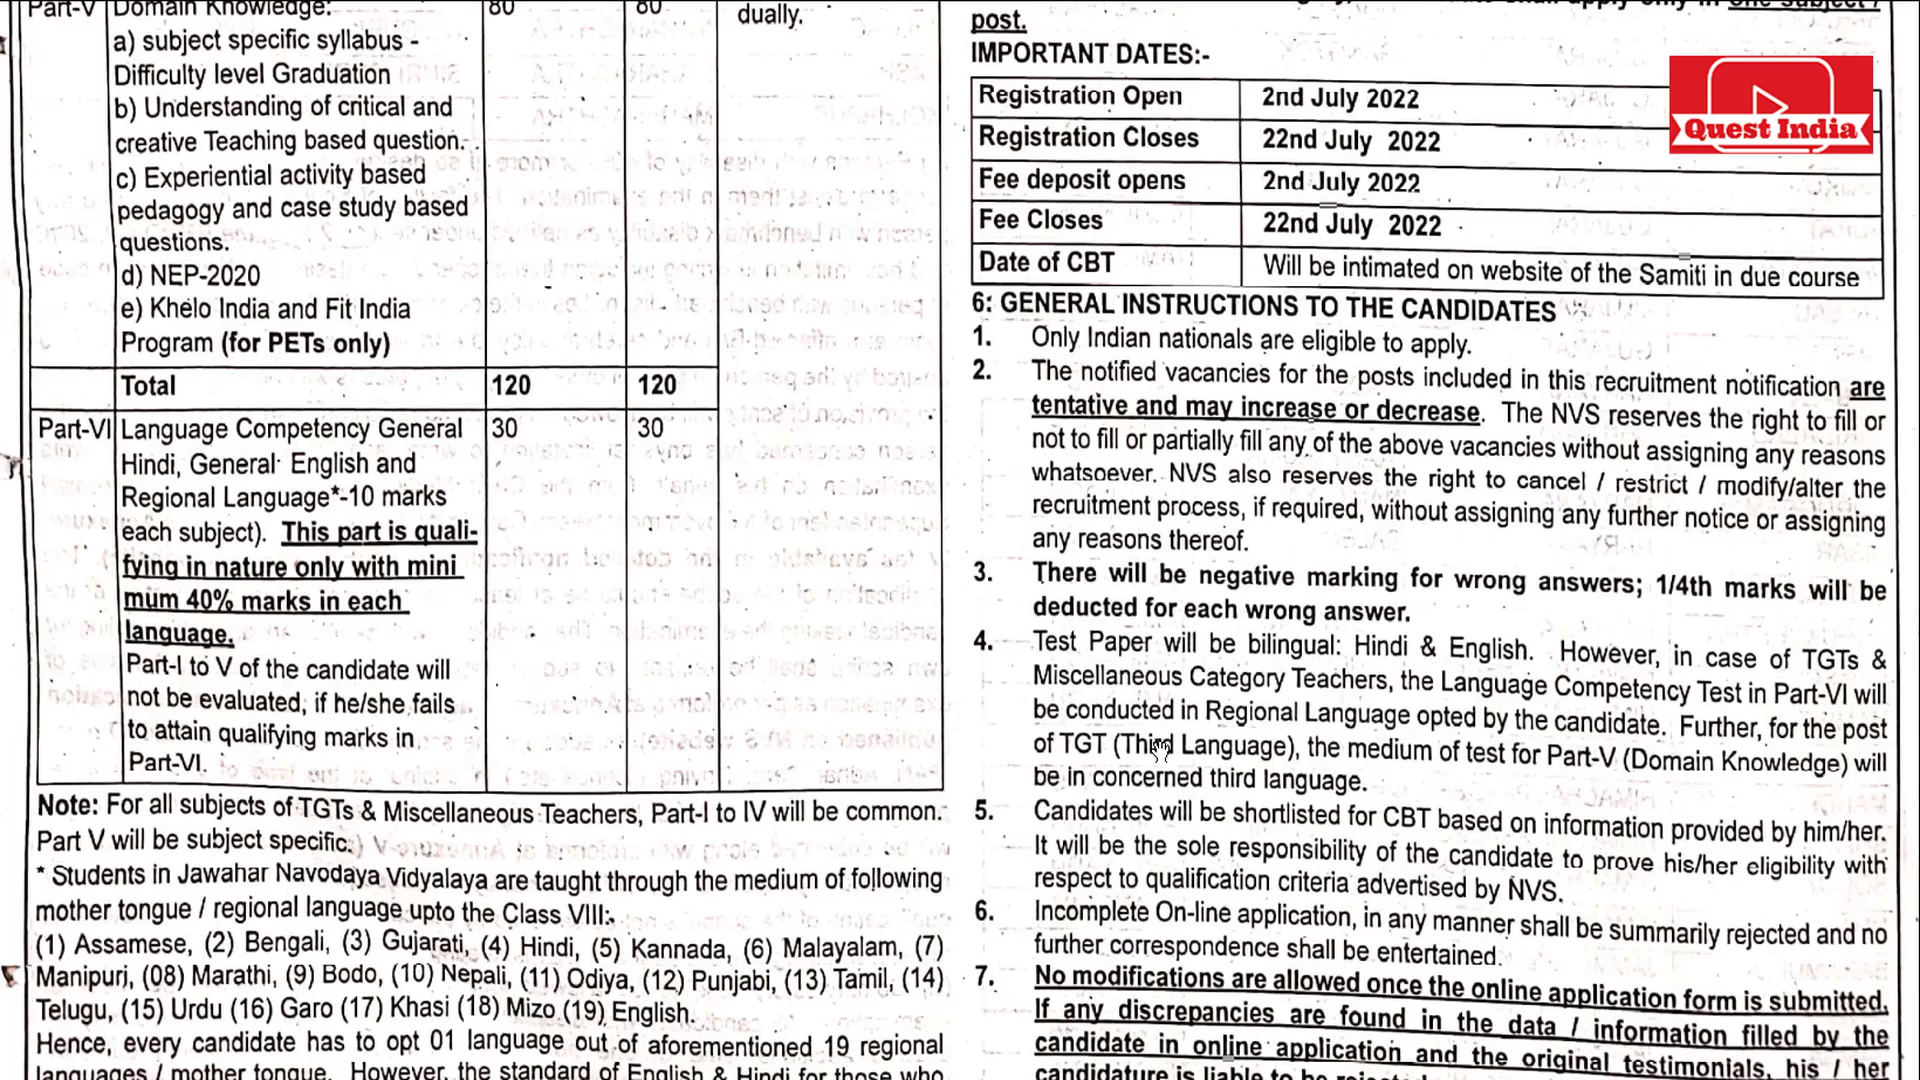 Part-V Domain Knowledge: 80 80 dually.
a) subject specific syllabus -
Difficulty level Graduation
b) Understanding of critical and
creative Teaching based question.
c) Experiential activity based
pedagogy and case study based
questions.
d) NEP-2020
e) Khelo India and Fit India
Program (for PETs only)
Total 120 120
Part-VI Language Competency General 30 30
Hindi, General English and
Regional Language*-10 marks
each subject). This part is quali-
fying in nature only with mini
mum 40% marks in each
language.
Part-I to V of the candidate will
not be evaluated; if he/she fails
to attain qualifying marks in
Part-VI.
Note: For all subjects of TGTs & Miscellaneous Teachers, Part-I to IV will be common.
Part V will be subject specific.
* Students in Jawahar Navodaya Vidyalaya are taught through the medium of following
mother tongue / regional language upto the Class VIII:
(1) Assamese, (2) Bengali, (3) Gujarati, (4) Hindi, (5) Kannada, (6) Malayalam, (7)
Manipuri, (08) Marathi, (9) Bodo, (10) Nepali, (11) Odiya, (12) Punjabi, (13) Tamil, (14)
Telugu, (15) Urdu (16) Garo (17) Khasi (18) Mizo (19) English.
Hence, every candidate has to opt 01 language out of aforementioned 19 regional
languages / mother tongue. However, the standard of English & Hindi for those who
shall apply only in one subject /
post.
IMPORTANT DATES:-
Registration Open 2nd July 2022
Registration Closes 22nd July 2022
Fee deposit opens 2nd July 2022
Fee Closes 22nd July 2022
Date of CBT Will be intimated on website of the Samiti in due course
Quest India
6: GENERAL INSTRUCTIONS TO THE CANDIDATES
1. Only Indian nationals are eligible to apply.
2. The notified vacancies for the posts included in this recruitment notification are
tentative and may increase or decrease. The NVS reserves the right to fill or
not to fill or partially fill any of the above vacancies without assigning any reasons
whatsoever. NVS also reserves the right to cancel / restrict / modify/alter the
recruitment process, if required, without assigning any further notice or assigning
any reasons thereof.
3. There will be negative marking for wrong answers; 1/4th marks will be
deducted for each wrong answer.
4. Test Paper will be bilingual: Hindi & English. However, in case of TGTs &
Miscellaneous Category Teachers, the Language Competency Test in Part-VI will
be conducted in Regional Language opted by the candidate. Further, for the post
of TGT (Third Language), the medium of test for Part-V (Domain Knowledge) will
be in concerned third language.
5. Candidates will be shortlisted for CBT based on information provided by him/her.
It will be the sole responsibility of the candidate to prove his/her eligibility with
respect to qualification criteria advertised by NVS.
6. Incomplete On-line application, in any manner shall be summarily rejected and no
further correspondence shall be entertained.
7. No modifications are allowed once the online application form is submitted.
If any discrepancies are found in the data / information filled by the
candidate in online application and the original testimonials, his / her
candidature is liable to be rejected